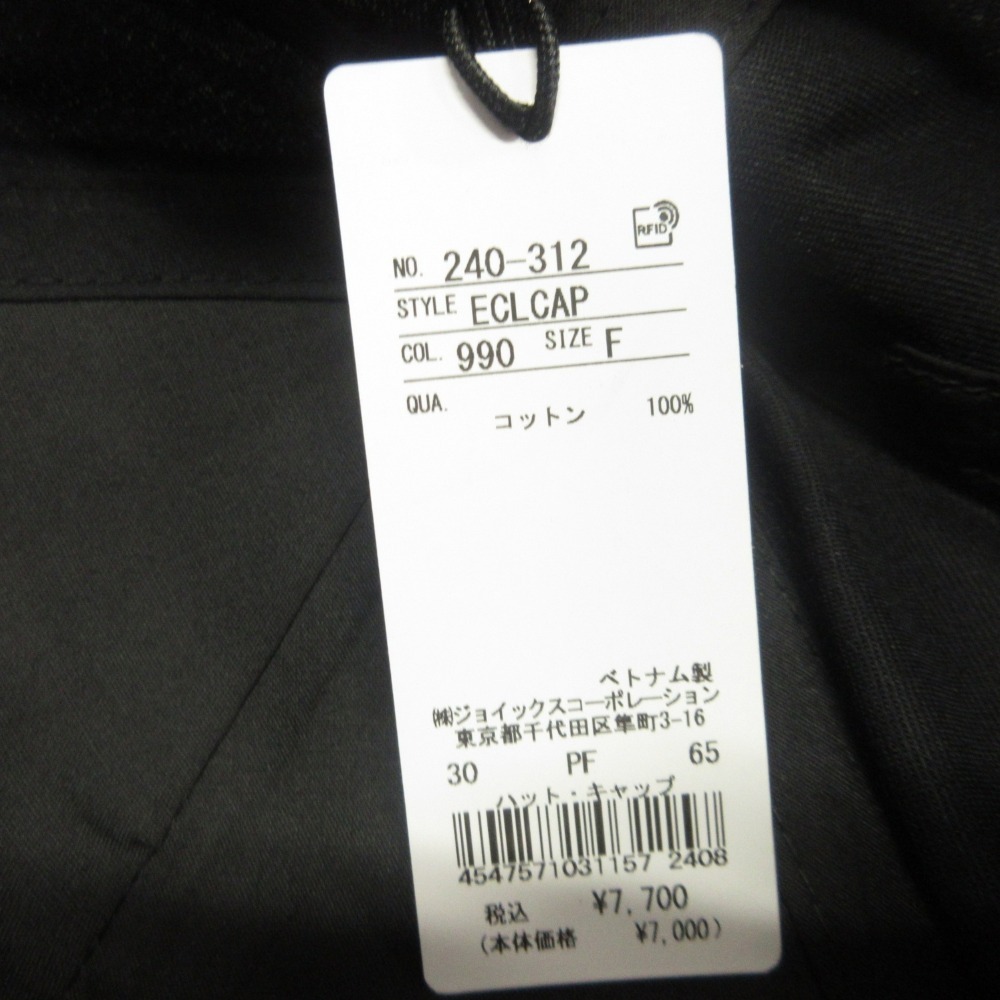 RFID
NO. 240-312
STYLE ECLCAP
COL. 990 SIZE F
QUA. コットン 100%
ベトナム製
㈱ジョイックスコーポレーション
東京都千代田区隼町3-16
30 PF 65
ハット・キャップ
4547571031157 2408
税込 ¥7,700
(本体価格 ¥7,000)